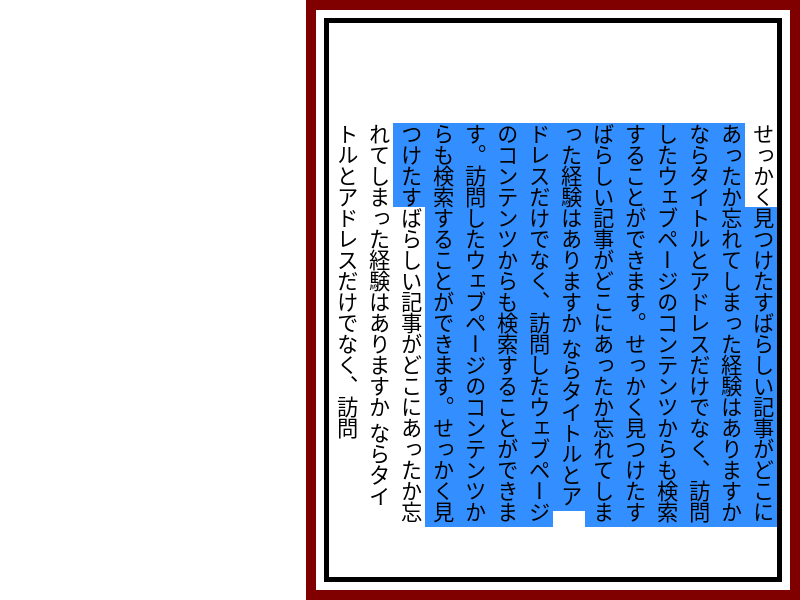 せっかく見つけたすばらしい記事がどこに
あったか忘れてしまった経験はありますか
ならタイトルとアドレスだけでなく、訪問
したウェブページのコンテンツからも検索
することができます。せっかく見つけたす
ばらしい記事がどこにあったか忘れてしま
った経験はありますか ならタイトルとア
ドレスだけでなく、訪問したウェブページ
のコンテンツからも検索することができま
す。訪問したウェブページのコンテンツか
らも検索することができます。せっかく見
つけたすばらしい記事がどこにあったか忘
れてしまった経験はありますか ならタイ
トルとアドレスだけでなく、訪問